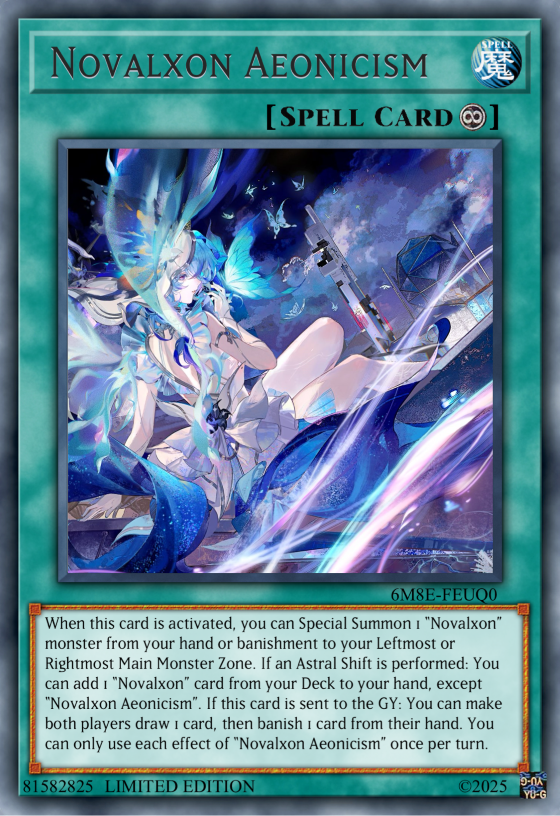 Novalxon Aeonicism
SPELL
魔
[Spell Card]
6M8E-FEUQ0
When this card is activated, you can Special Summon 1 "Novalxon"
monster from your hand or banishment to your Leftmost or
Rightmost Main Monster Zone. If an Astral Shift is performed: You
can add 1 "Novalxon" card from your Deck to your hand, except
"Novalxon Aeonicism". If this card is sent to the GY: You can make
both players draw 1 card, then banish 1 card from their hand. You
can only use each effect of "Novalxon Aeonicism" once per turn.
81582825 LIMITED EDITION
©2025
YU-G
YU-G